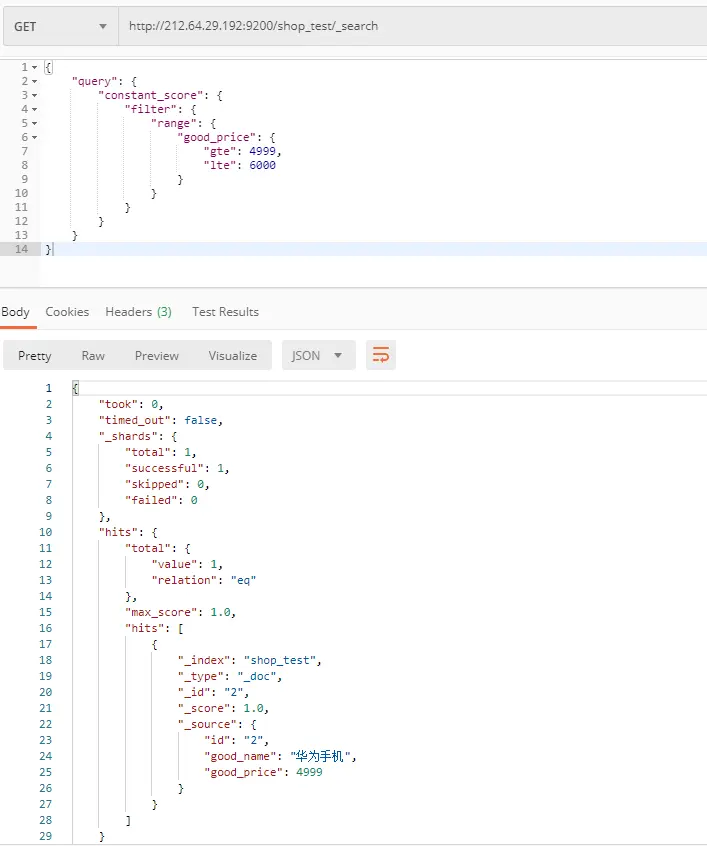 GET http://212.64.29.192:9200/shop_test/_search
1 {
2 "query": {
3 "constant_score": {
4 "filter": {
5 "range": {
6 "good_price": {
7 "gte": 4999,
8 "lte": 6000
9 }
10 }
11 }
12 }
13 }
14 }
Body Cookies Headers (3) Test Results
Pretty Raw Preview Visualize JSON
1 {
2 "took": 0,
3 "timed_out": false,
4 "_shards": {
5 "total": 1,
6 "successful": 1,
7 "skipped": 0,
8 "failed": 0
9 },
10 "hits": {
11 "total": {
12 "value": 1,
13 "relation": "eq"
14 },
15 "max_score": 1.0,
16 "hits": [
17 {
18 "_index": "shop_test",
19 "_type": "_doc",
20 "_id": "2",
21 "_score": 1.0,
22 "_source": {
23 "id": "2",
24 "good_name": "华为手机",
25 "good_price": 4999
26 }
27 }
28 ]
29 }